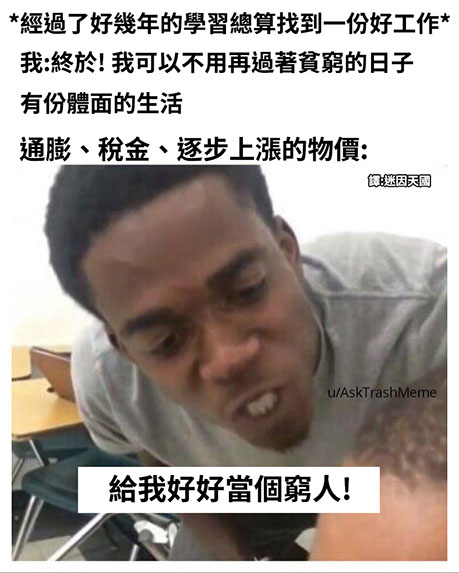 *經過了好幾年的學習總算找到一份好工作*
我:終於! 我可以不用再過著貧窮的日子
有份體面的生活
通膨、稅金、逐步上漲的物價:
譯:迷因天國
u/AskTrashMeme
給我好好當個窮人!